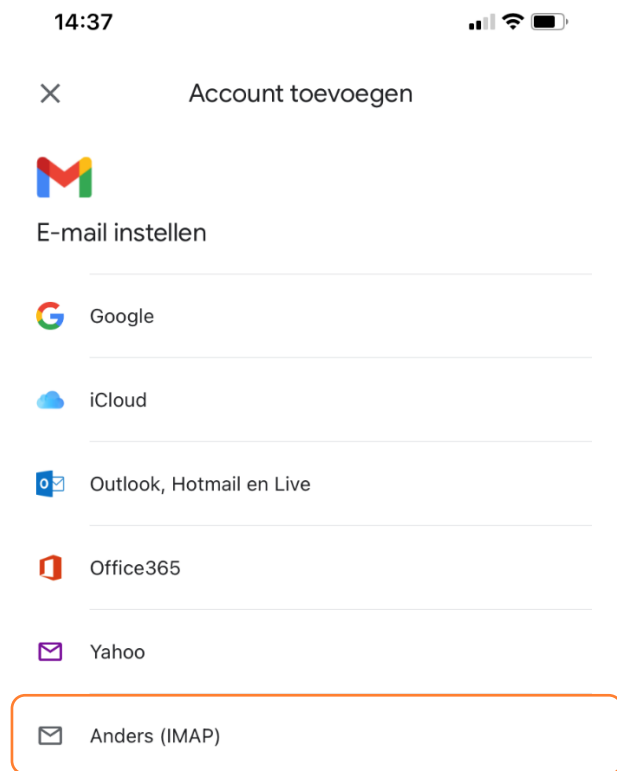 14:37
Account toevoegen
E-mail instellen
Google
iCloud
Outlook, Hotmail en Live
Office365
Yahoo
Anders (IMAP)